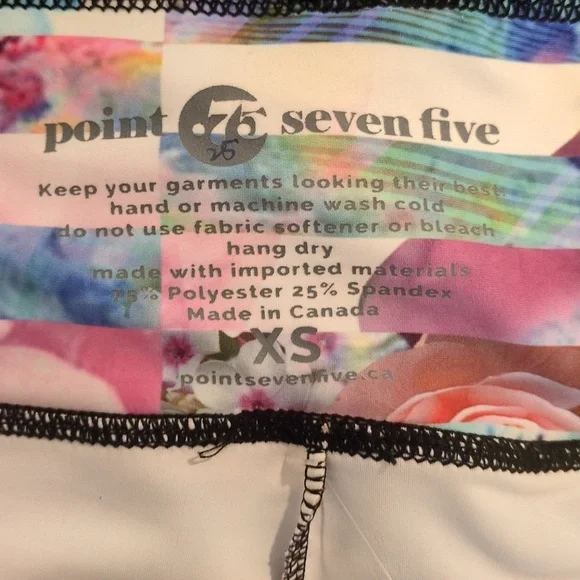 point .75 seven five
25
Keep your garments looking their best,
hand or machine wash cold
do not use fabric softener or bleach
hang dry
made with imported materials
75% Polyester 25% Spandex
Made in Canada
XS
pointsevenfive.ca